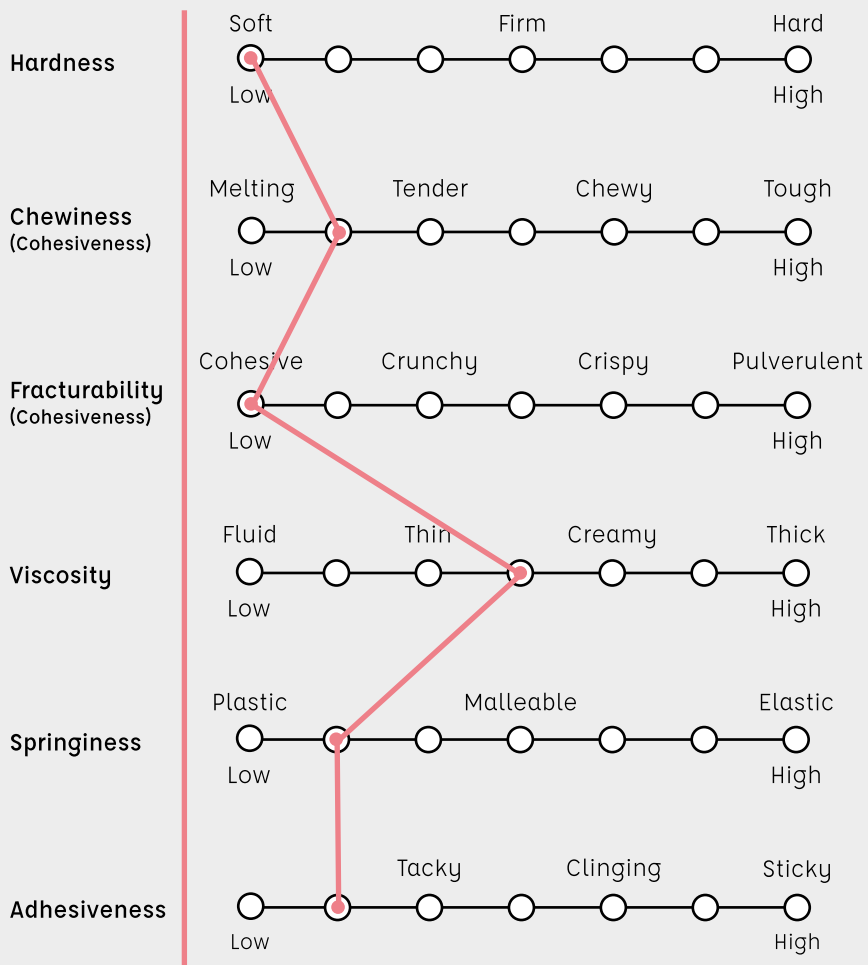 Soft Firm Hard
Hardness
Low High
Melting Tender Chewy Tough
Chewiness
(Cohesiveness)
Low High
Cohesive Crunchy Crispy Pulverulent
Fracturability
(Cohesiveness)
Low High
Fluid Thin Creamy Thick
Viscosity
Low High
Plastic Malleable Elastic
Springiness
Low High
Tacky Clinging Sticky
Adhesiveness
Low High